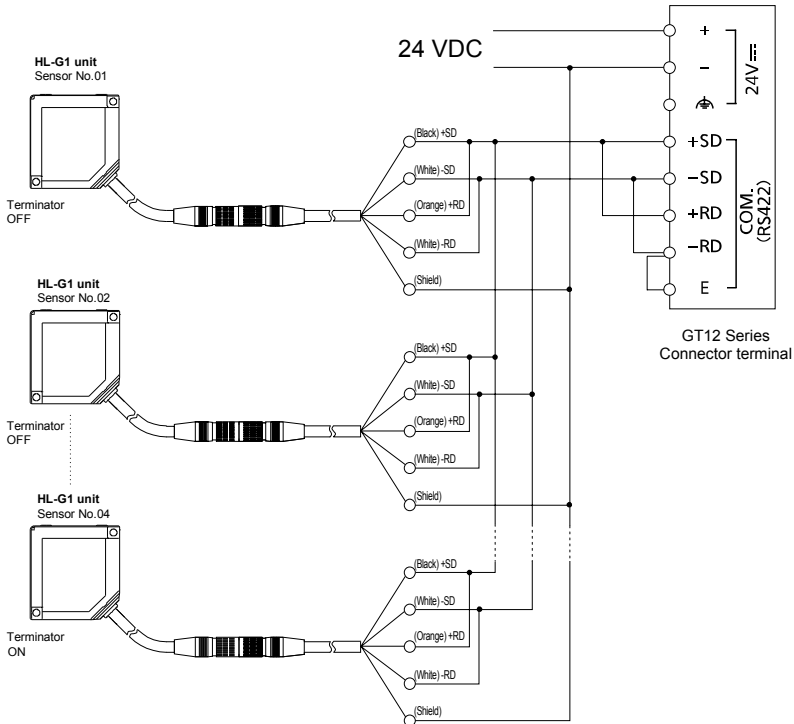 24 VDC
HL-G1 unit
Sensor No.01
Terminator
OFF
(Black) +SD
(White) -SD
(Orange) +RD
(White) -RD
(Shield)
HL-G1 unit
Sensor No.02
Terminator
OFF
(Black) +SD
(White) -SD
(Orange) +RD
(White) -RD
(Shield)
HL-G1 unit
Sensor No.04
Terminator
ON
(Black) +SD
(White) -SD
(Orange) +RD
(White) -RD
(Shield)
+
−
24V
+SD
−SD
+RD
−RD
E
COM.
(RS422)
GT12 Series
Connector terminal